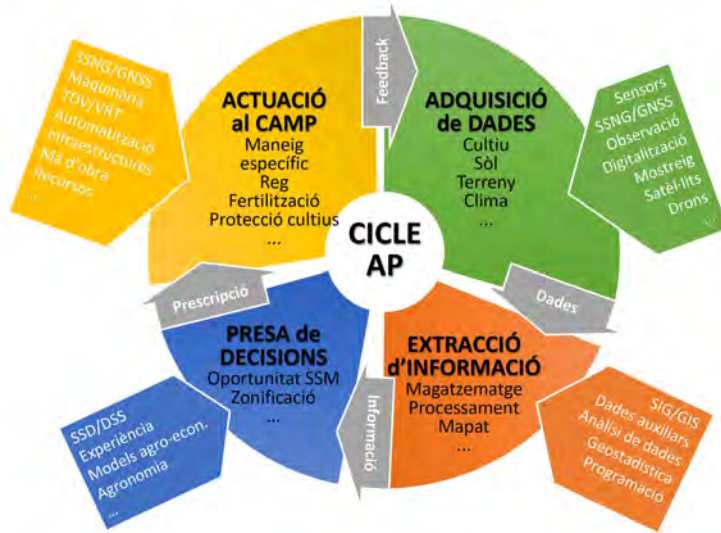 SSNG/GNSS
Maquinària
TDV/VRT
Automatització
Infraestructures
Mà d'obra
Recursos
...
ACTUACIÓ
al CAMP
Maneig
específic
Reg
Fertilització
Protecció cultius
...
Feedback
ADQUISICIÓ
de DADES
Cultiu
Sòl
Terreny
Clima
...
Sensors
SSNG/GNSS
Observació
Digitalització
Mostreig
Satèl·lits
Drons
...
CICLE
AP
Prescripció
Dades
PRESA de
DECISIONS
Oportunitat SSM
Zonificació
...
Informació
EXTRACCIÓ
d'INFORMACIÓ
Magatzematge
Processament
Mapat
...
SSD/DSS
Experiència
Models agro-econ.
Agronomia
...
SIG/GIS
Dades auxiliars
Anàlisi de dades
Geostadística
Programació